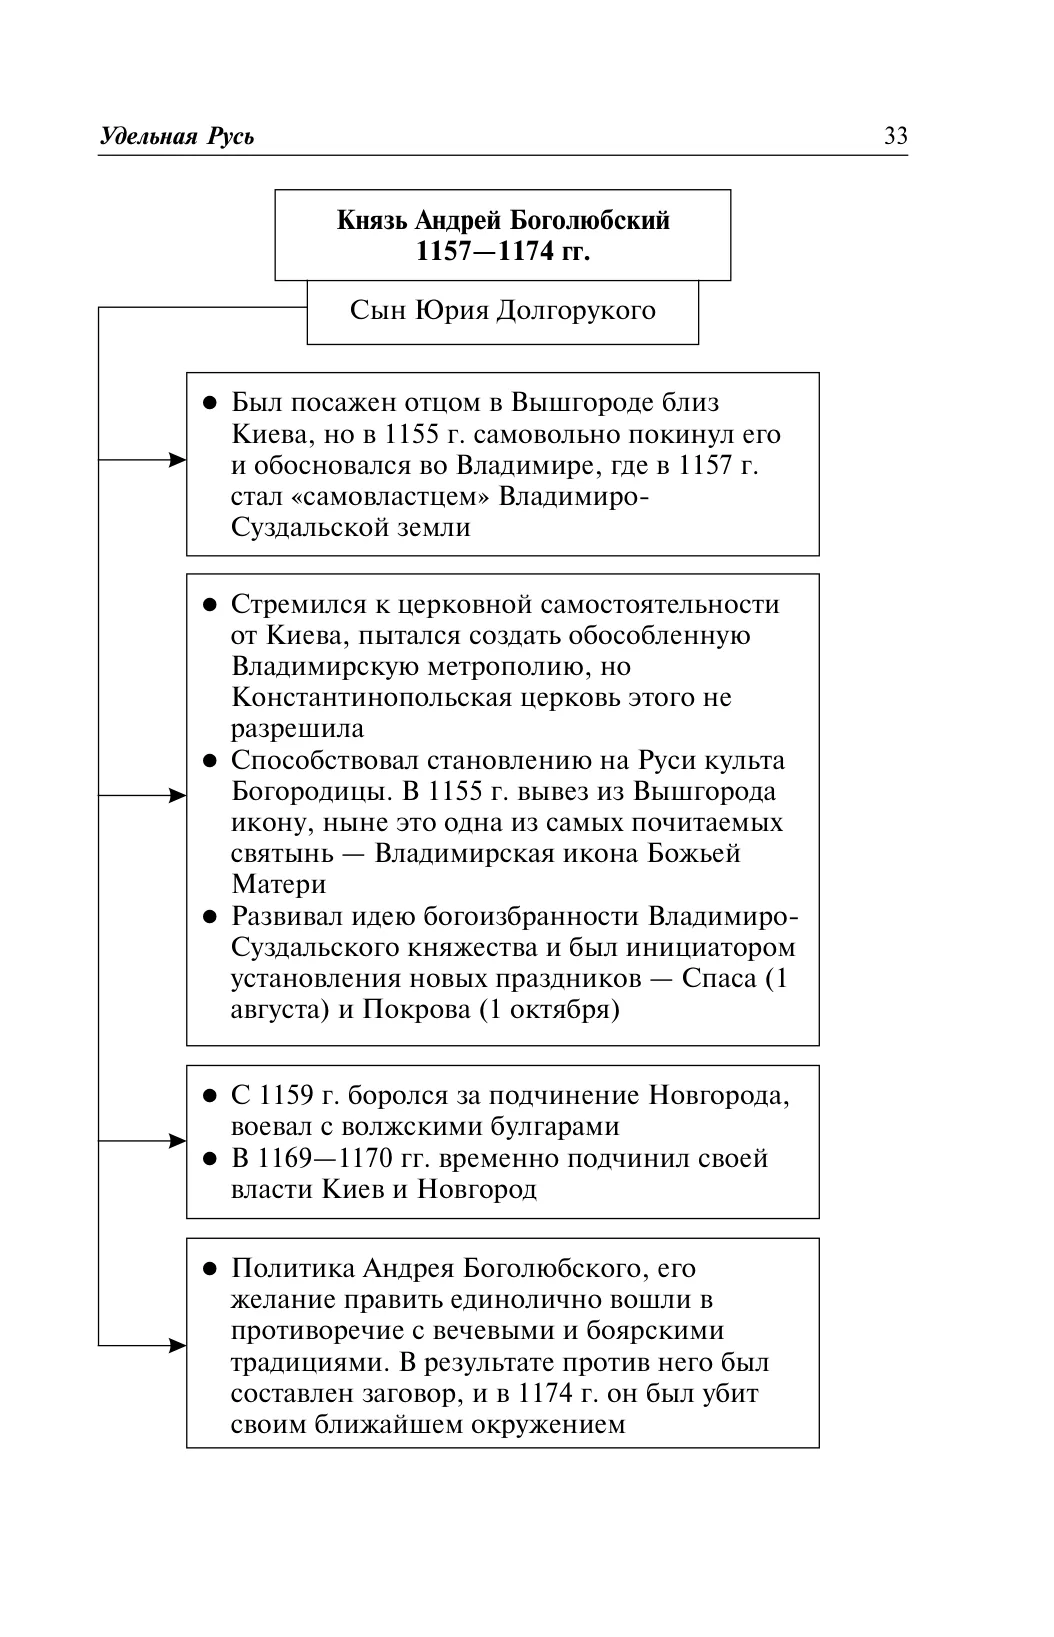 Удельная Русь 33
Князь Андрей Боголюбский
1157—1174 гг.
Сын Юрия Долгорукого
● Был посажен отцом в Вышгороде близ
Киева, но в 1155 г. самовольно покинул его
и обосновался во Владимире, где в 1157 г.
стал «самовластцем» Владимиро-
Суздальской земли
● Стремился к церковной самостоятельности
от Киева, пытался создать обособленную
Владимирскую метрополию, но
Константинопольская церковь этого не
разрешила
● Способствовал становлению на Руси культа
Богородицы. В 1155 г. вывез из Вышгорода
икону, ныне это одна из самых почитаемых
святынь — Владимирская икона Божьей
Матери
● Развивал идею богоизбранности Владимиро-
Суздальского княжества и был инициатором
установления новых праздников — Спаса (1
августа) и Покрова (1 октября)
● С 1159 г. боролся за подчинение Новгорода,
воевал с волжскими булгарами
● В 1169—1170 гг. временно подчинил своей
власти Киев и Новгород
● Политика Андрея Боголюбского, его
желание править единолично вошли в
противоречие с вечевыми и боярскими
традициями. В результате против него был
составлен заговор, и в 1174 г. он был убит
своим ближайшем окружением